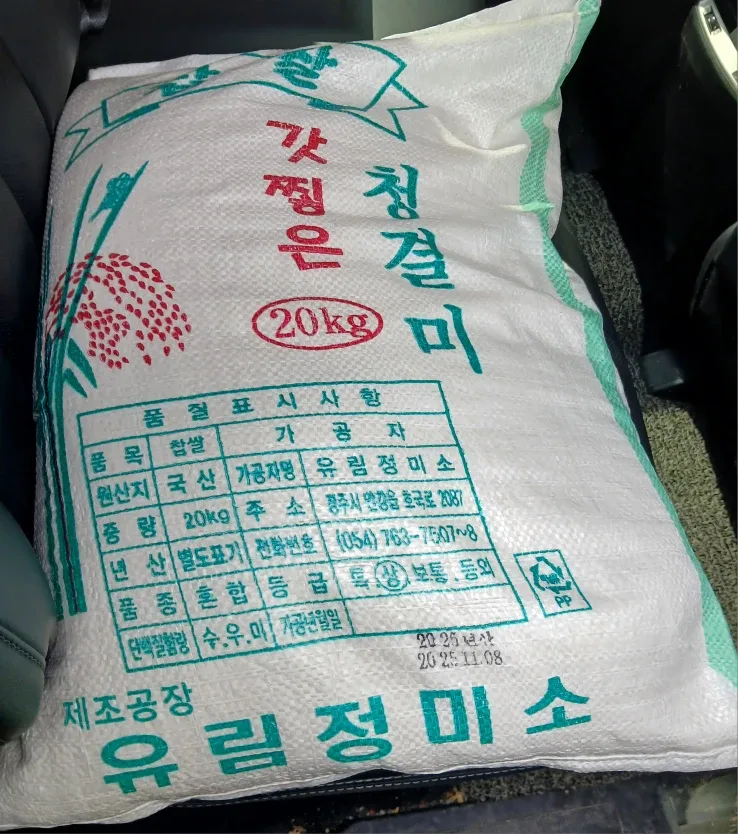 찹쌀
갓찧은
청결미
20kg
품질표시사항
품목 찹쌀 가공자
원산지 국산 가공자명 유림정미소
중량 20kg 주소 경주시 안강읍 호국로 2087
년산 별도표기 전화번호 (054) 763-7607~8
품종 혼합 등급 특 상 보통 등외
단백질함량 수.우.미 가공년월일
2025년산
2025.11.08
PP
제조공장
유림정미소